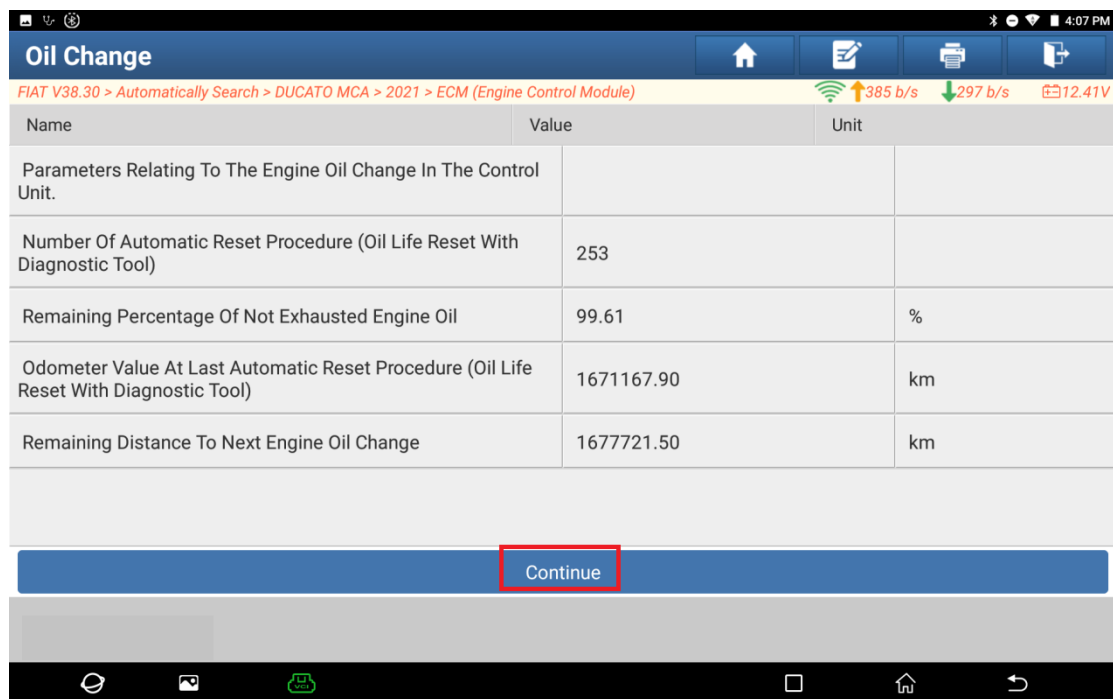 4:07 PM
Oil Change
FIAT V38.30 > Automatically Search > DUCATO MCA > 2021 > ECM (Engine Control Module) 385 b/s 297 b/s 12.41V
Name Value Unit
Parameters Relating To The Engine Oil Change In The Control
Unit.
Number Of Automatic Reset Procedure (Oil Life Reset With
Diagnostic Tool)
253
Remaining Percentage Of Not Exhausted Engine Oil 99.61 %
Odometer Value At Last Automatic Reset Procedure (Oil Life
Reset With Diagnostic Tool)
1671167.90 km
Remaining Distance To Next Engine Oil Change 1677721.50 km
Continue
VCI